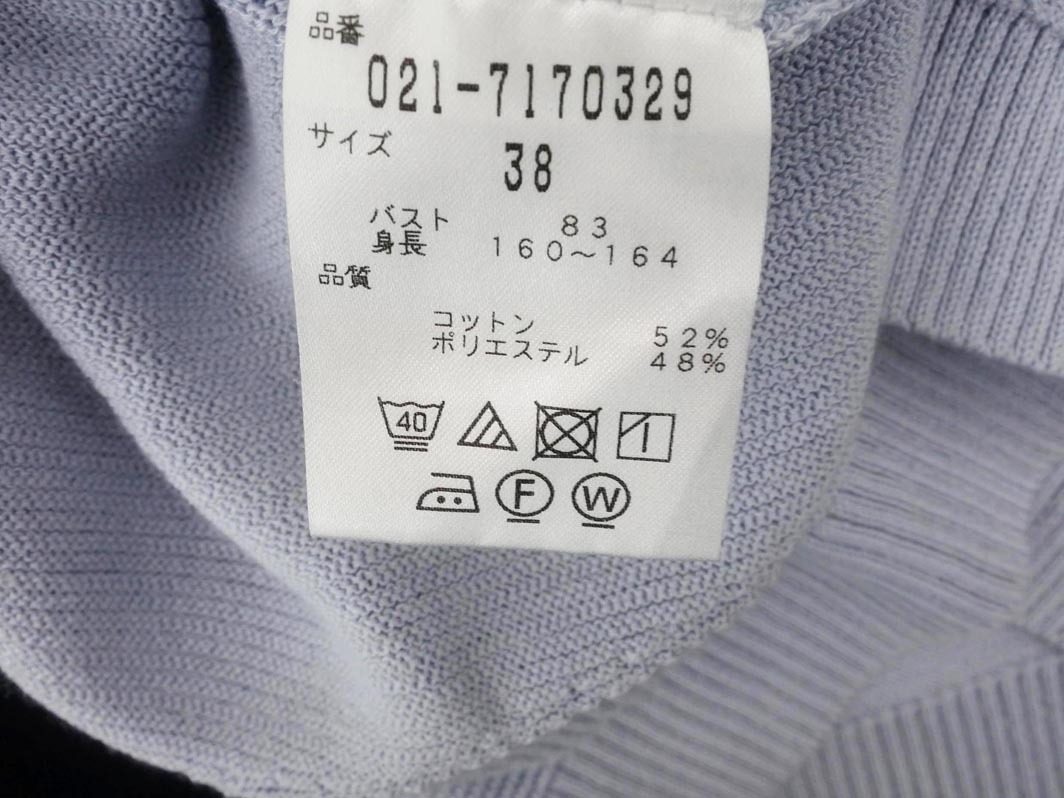 品番
021-7170329
サイズ
38
バスト 83
身長 160〜164
品質
コットン 52%
ポリエステル 48%
40
F W